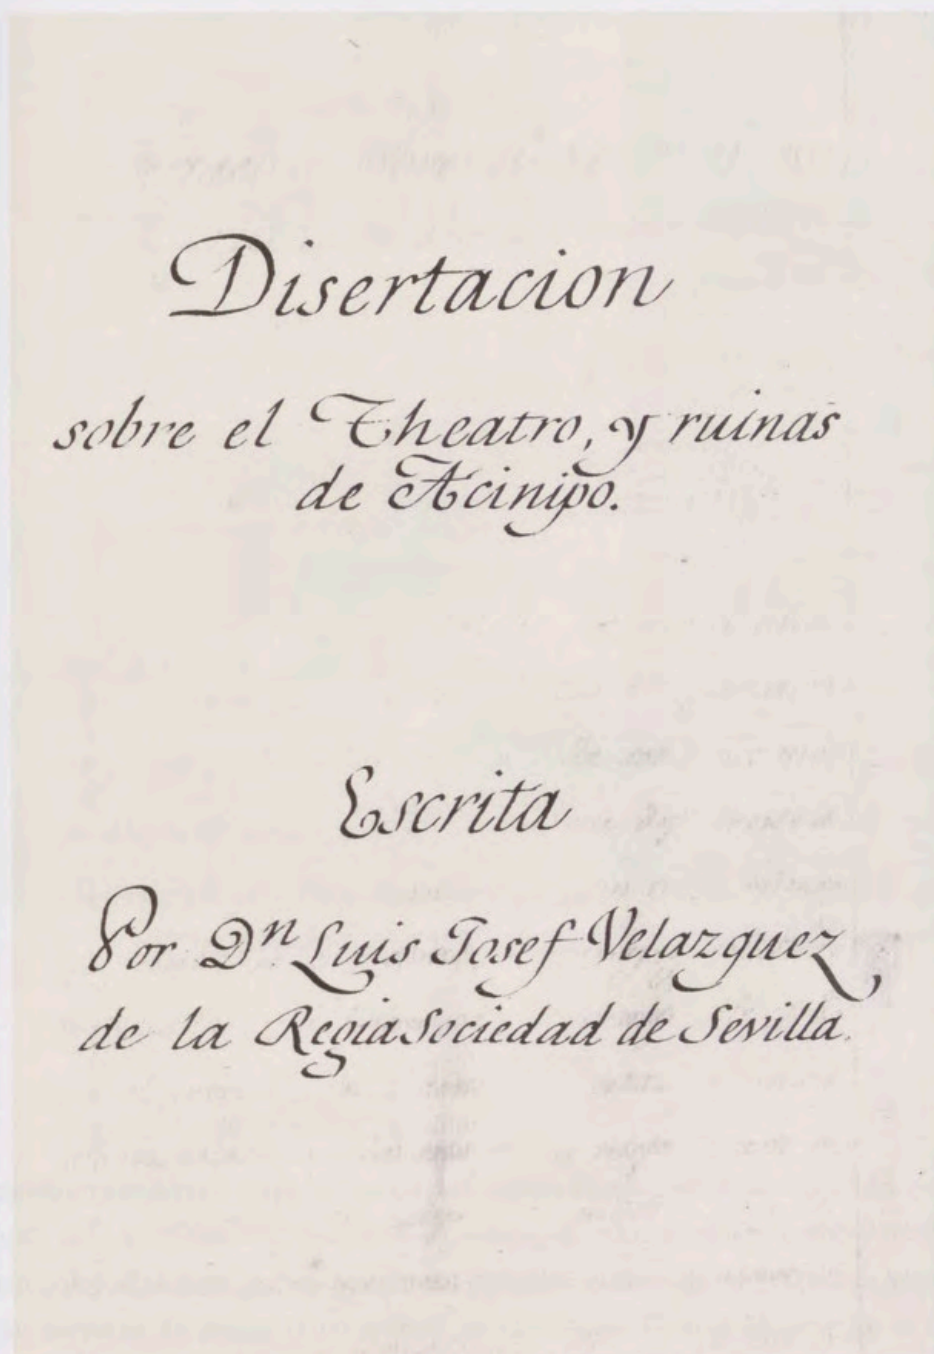 Disertacion
sobre el Theatro, y ruinas
de Acinipo.
Escrita
Por Dn. Luis Josef Velazquez
de la Regia Sociedad de Sevilla.